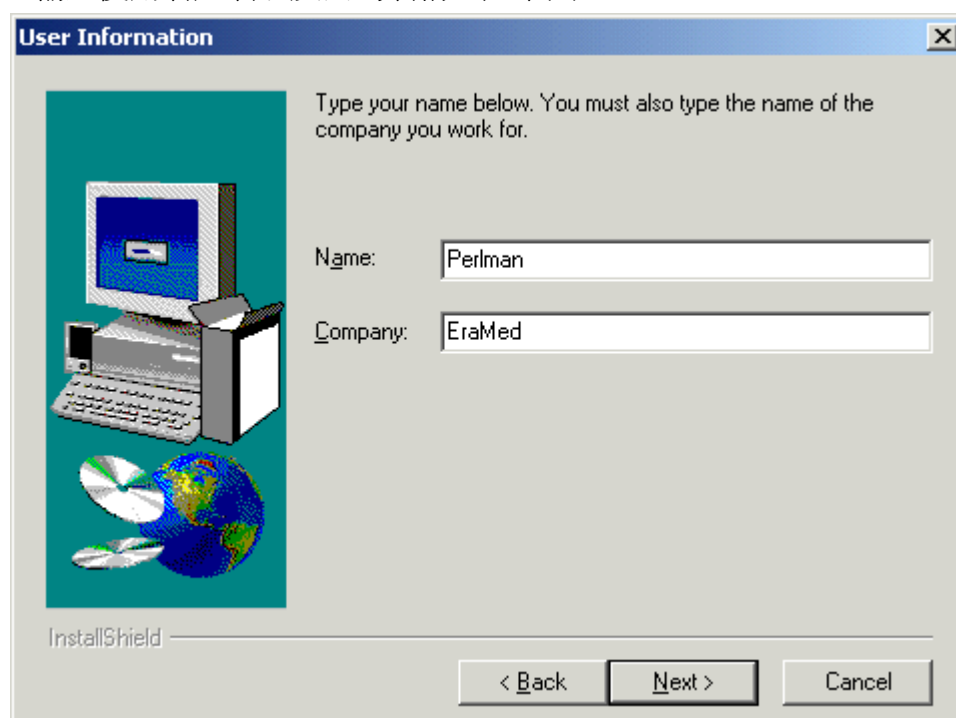 User Information
Type your name below. You must also type the name of the
company you work for.
Name: Perlman
Company: EraMed
InstallShield
< Back Next > Cancel